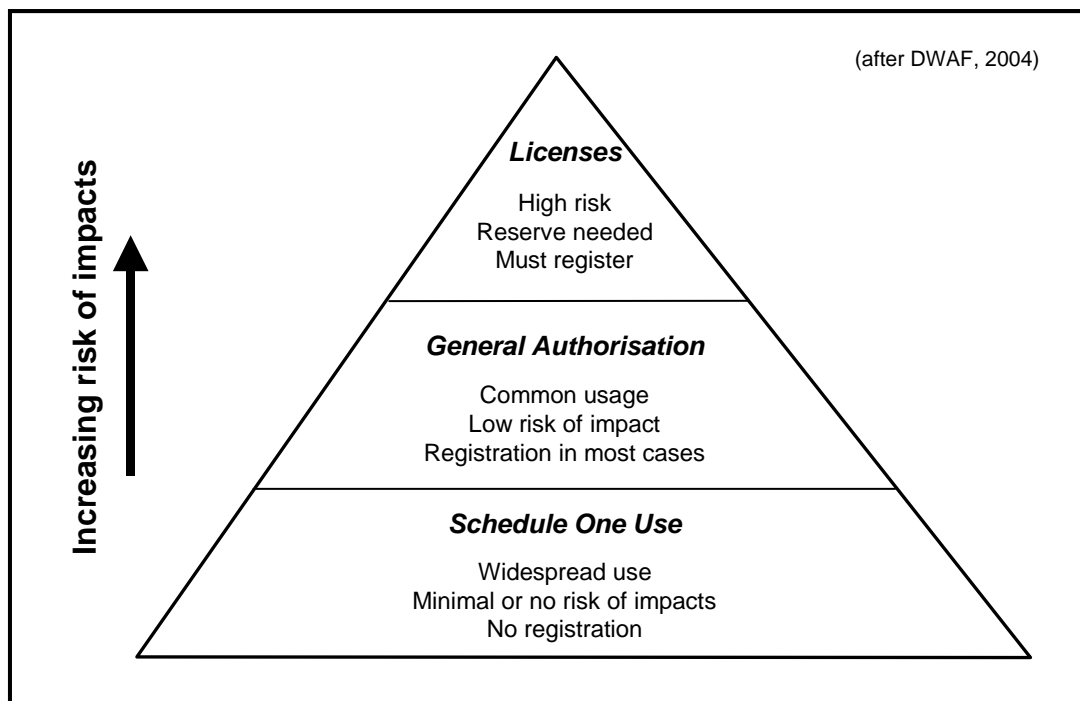 (after DWAF, 2004)
Increasing risk of impacts
Licenses
High risk
Reserve needed
Must register
General Authorisation
Common usage
Low risk of impact
Registration in most cases
Schedule One Use
Widespread use
Minimal or no risk of impacts
No registration